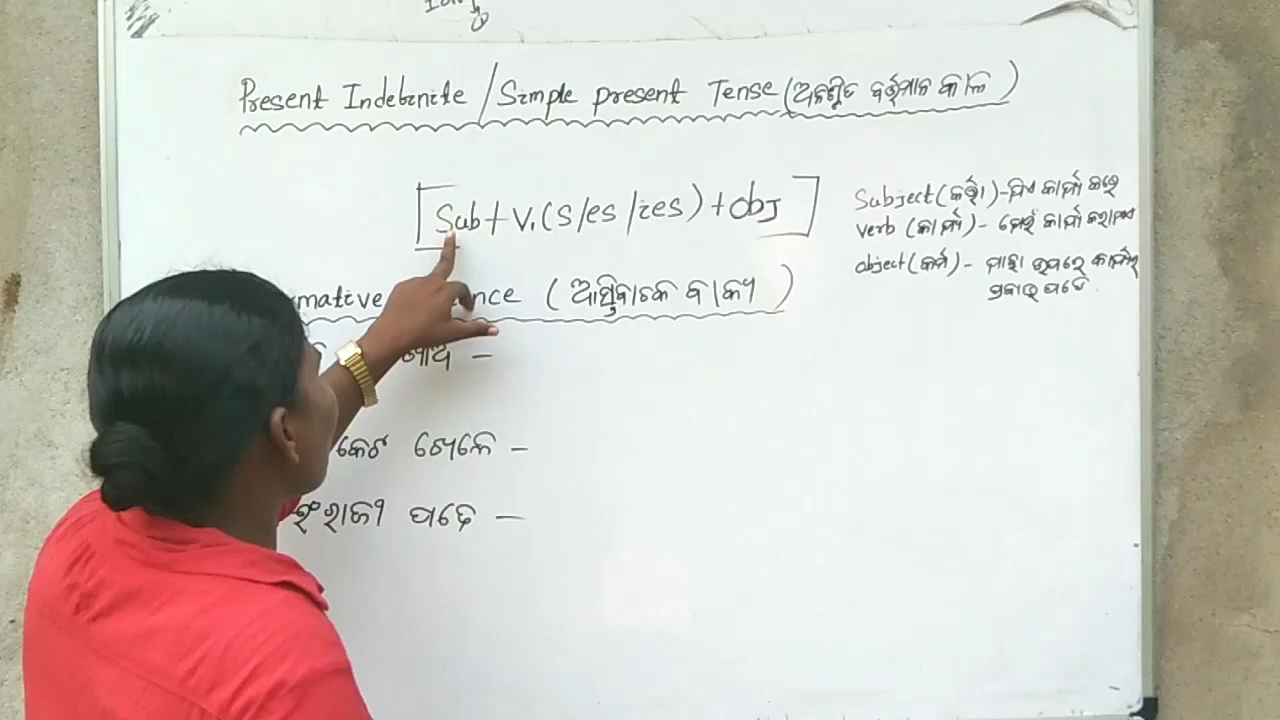 Present Indefinite / Simple present Tense (ଅନିଶ୍ଚିତ ବର୍ତ୍ତମାନ କାଳ)
[Sub + V₁ (s/es/ies) + obj]
Subject (କର୍ତ୍ତା) - ଯିଏ କାର୍ଯ୍ୟ କରେ
verb (କାର୍ଯ୍ୟ) - ଯେଉଁ କାର୍ଯ୍ୟ କରାଯାଏ
object (କର୍ମ) - ଯାହା ଉପରେ କାର୍ଯ୍ୟର
ପ୍ରଭାବ ପଡେ
mative nce (ଆସ୍ତିବାଚକ ବାକ୍ୟ)
ଖାଅ -
କେଟ ଖେଳେ -
ଇଂରାଜୀ ପଢେ -